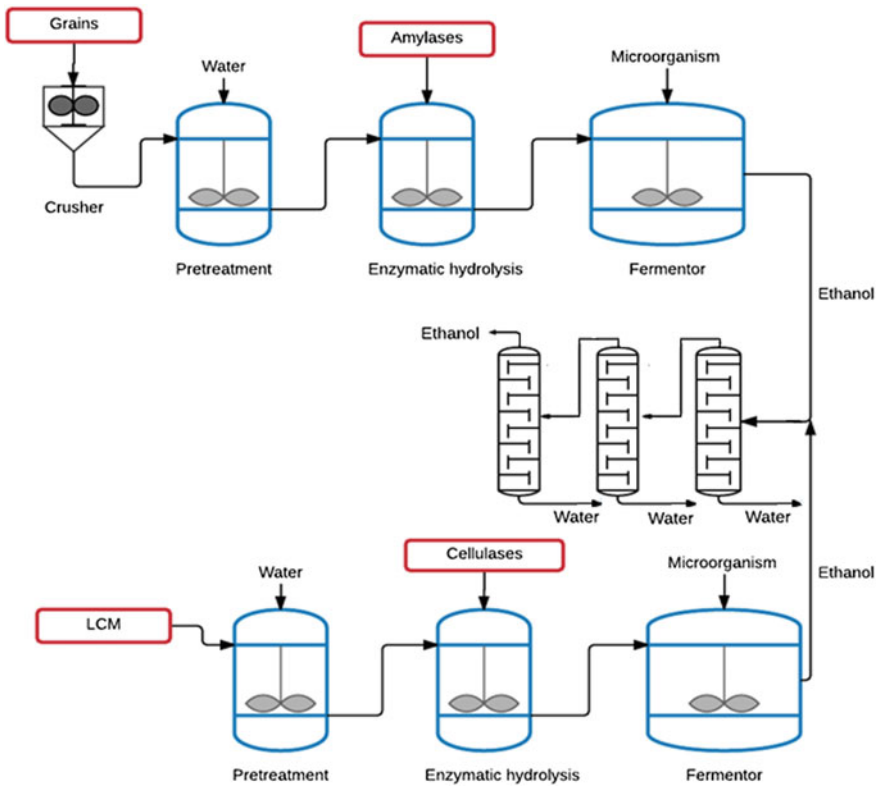 Grains
Amylases
Water
Microorganism
Crusher
Pretreatment
Enzymatic hydrolysis
Fermentor
Ethanol
Ethanol
Water
Water
Water
Cellulases
Water
Microorganism
Ethanol
LCM
Pretreatment
Enzymatic hydrolysis
Fermentor